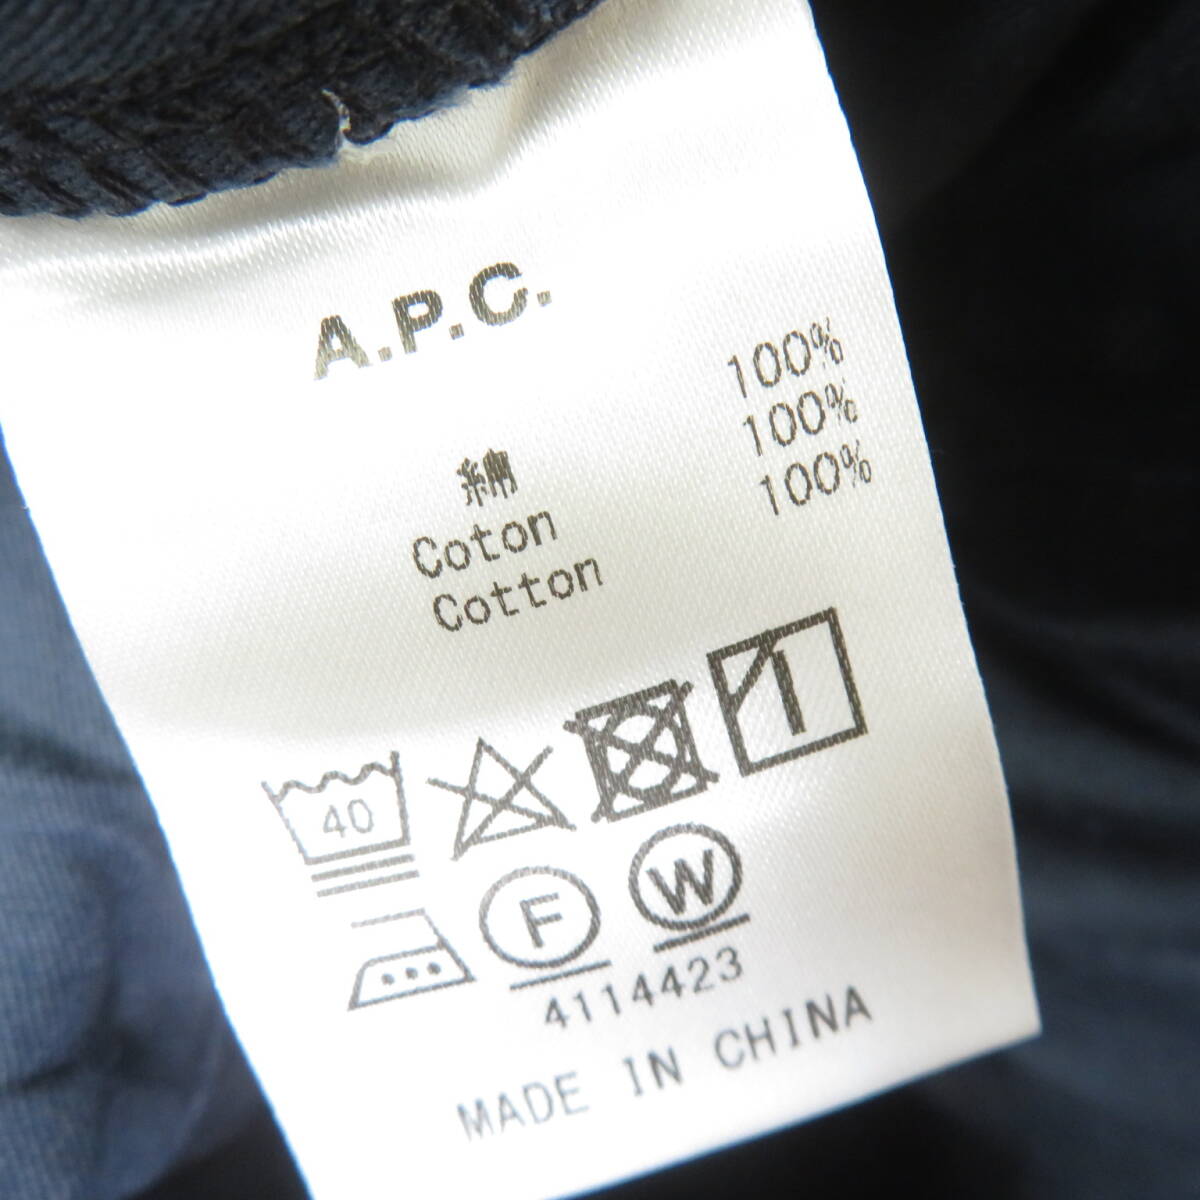 A.P.C.
綿 100%
Coton 100%
Cotton 100%
40
F W
4114423
MADE IN CHINA